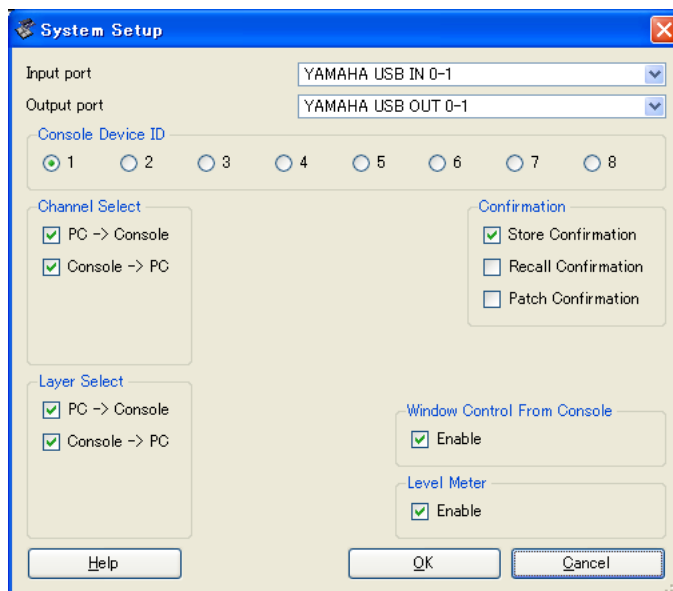 System Setup
Input port
YAMAHA USB IN 0-1
Output port
YAMAHA USB OUT 0-1
Console Device ID
1 2 3 4 5 6 7 8
Channel Select
PC -> Console
Console -> PC
Confirmation
Store Confirmation
Recall Confirmation
Patch Confirmation
Layer Select
PC -> Console
Console -> PC
Window Control From Console
Enable
Level Meter
Enable
Help
OK
Cancel